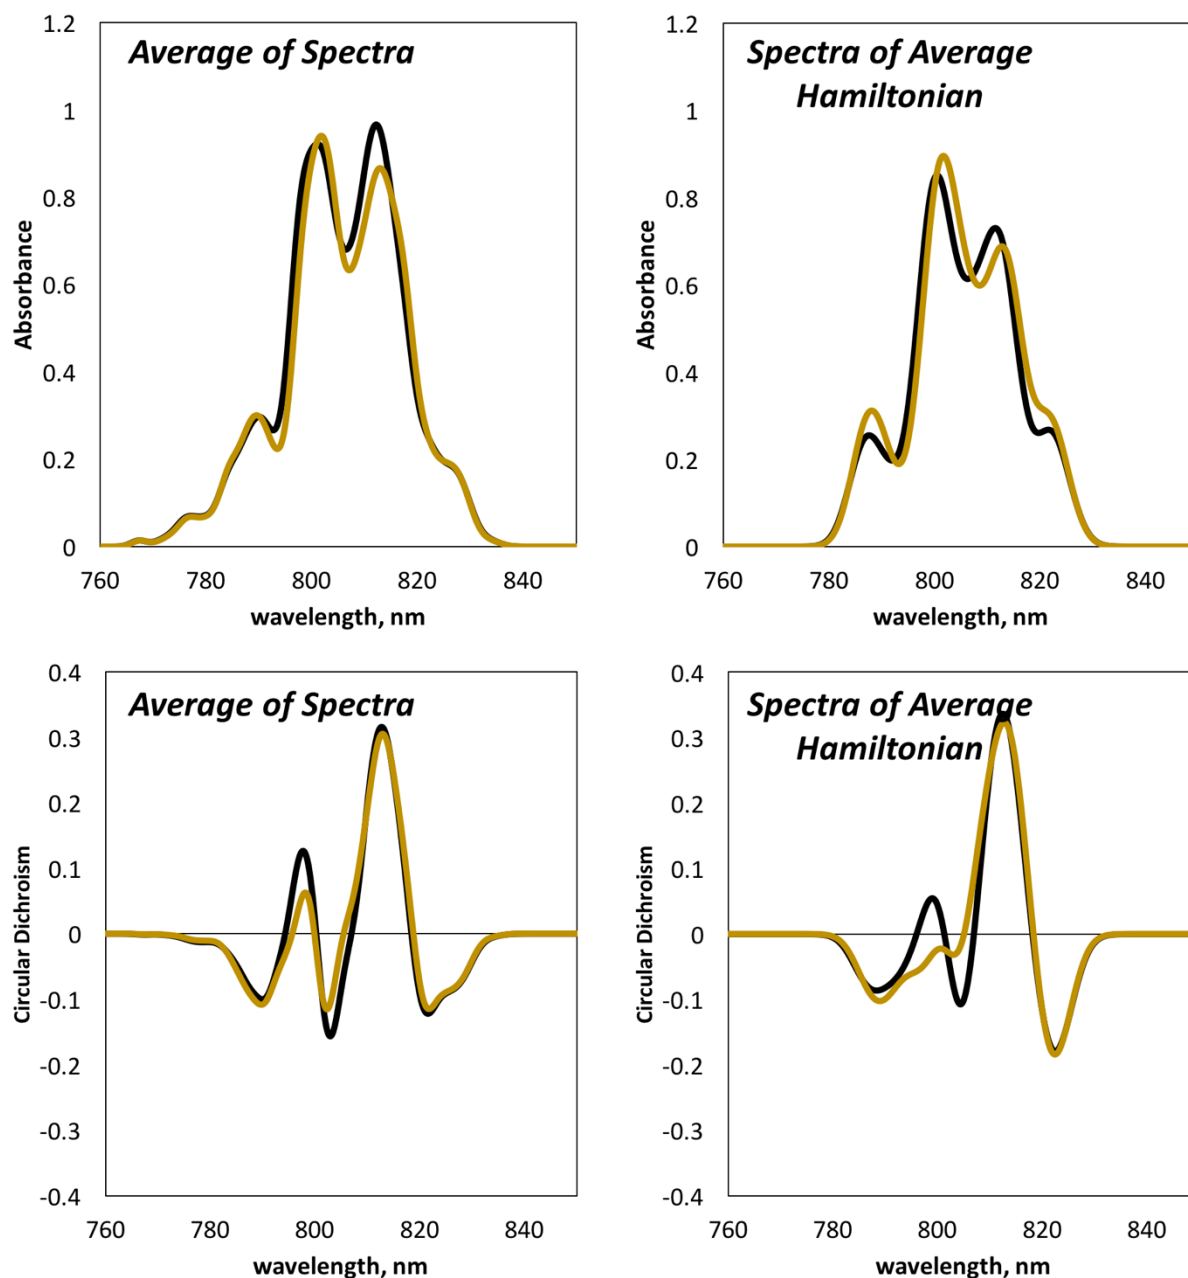 Average of Spectra
1.2
1
0.8
0.6
0.4
0.2
0
Absorbance
760 780 800 820 840
wavelength, nm
Spectra of Average
Hamiltonian
1.2
1
0.8
0.6
0.4
0.2
0
Absorbance
760 780 800 820 840
wavelength, nm
Average of Spectra
0.4
0.3
0.2
0.1
0
-0.1
-0.2
-0.3
-0.4
Circular Dichroism
760 780 800 820 840
wavelength, nm
Spectra of Average
Hamiltonian
0.4
0.3
0.2
0.1
0
-0.1
-0.2
-0.3
-0.4
Circular Dichroism
760 780 800 820 840
wavelength, nm